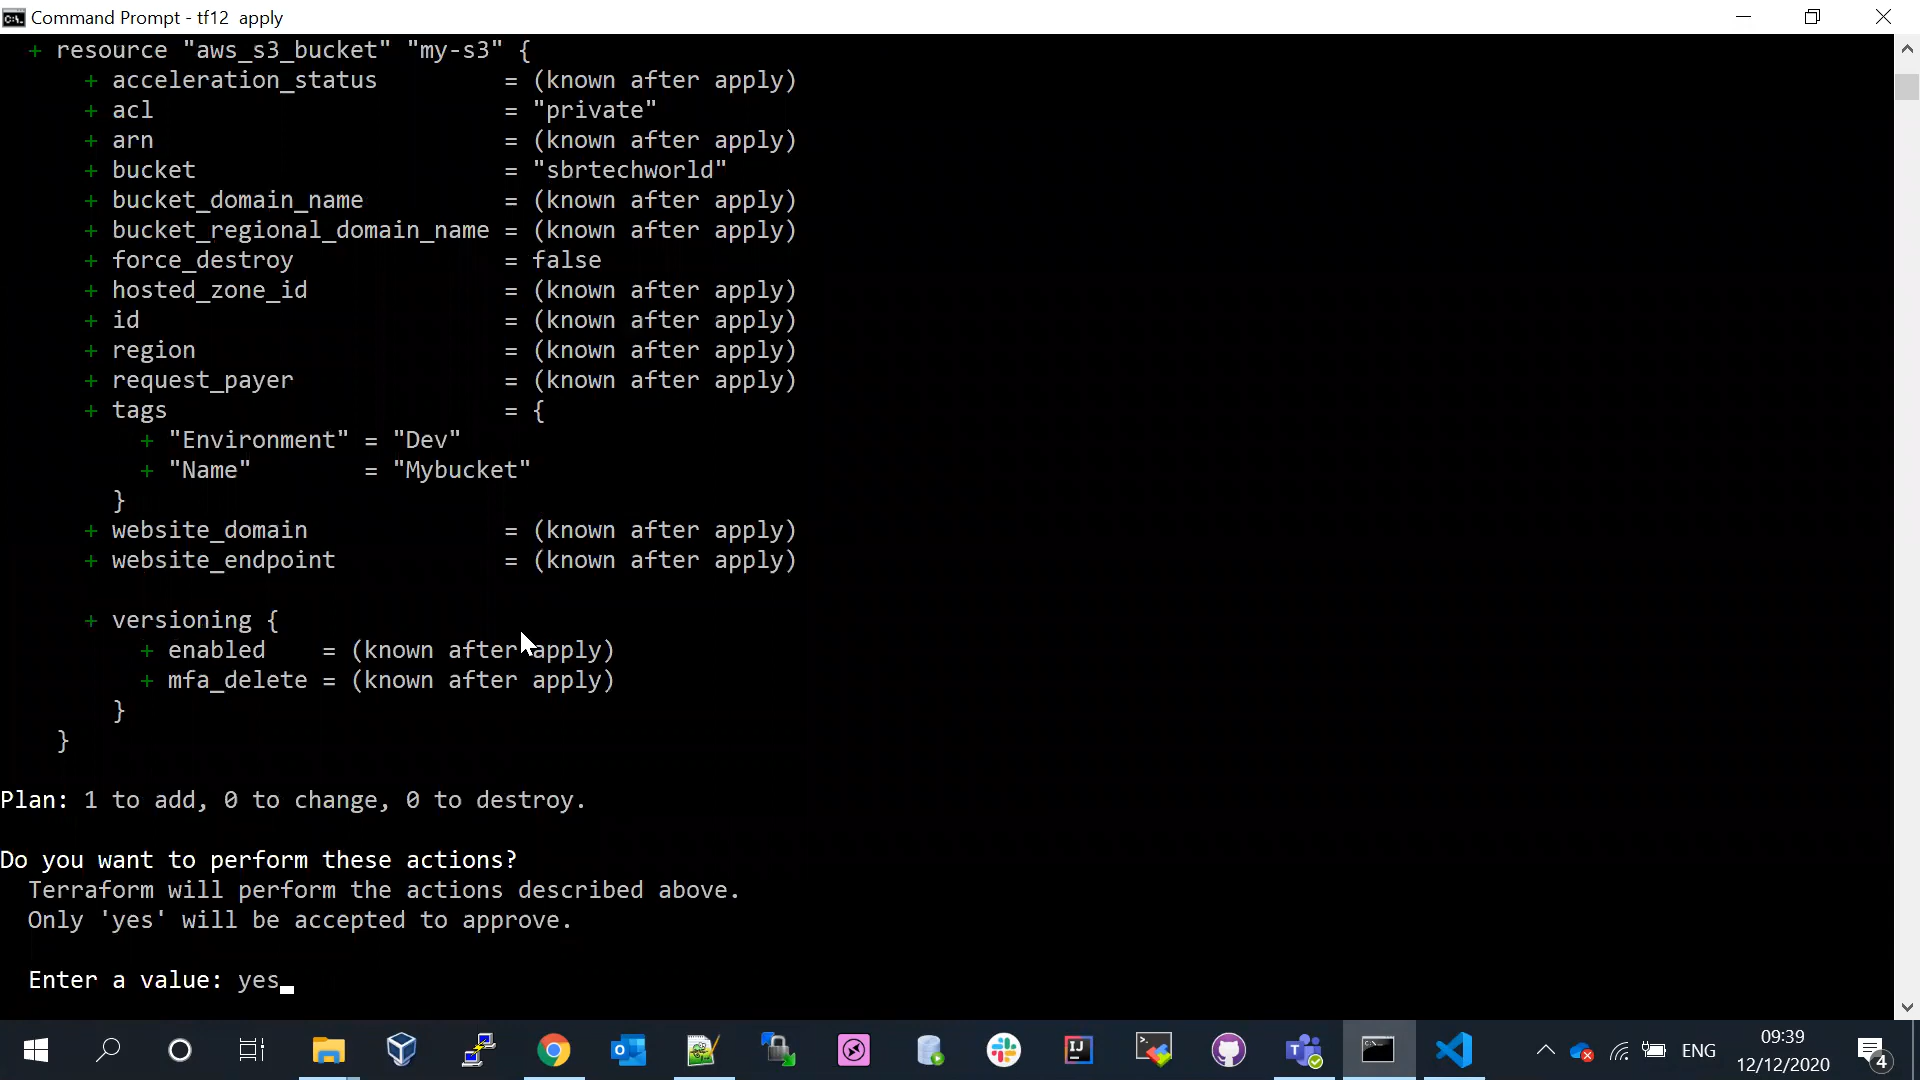 Command Prompt - tf12  apply
+ resource "aws_s3_bucket" "my-s3" {
+ acceleration_status = (known after apply)
+ acl = "private"
+ arn = (known after apply)
+ bucket = "sbrtechworld"
+ bucket_domain_name = (known after apply)
+ bucket_regional_domain_name = (known after apply)
+ force_destroy = false
+ hosted_zone_id = (known after apply)
+ id = (known after apply)
+ region = (known after apply)
+ request_payer = (known after apply)
+ tags = {
+ "Environment" = "Dev"
+ "Name" = "Mybucket"
}
+ website_domain = (known after apply)
+ website_endpoint = (known after apply)
+ versioning {
+ enabled = (known after apply)
+ mfa_delete = (known after apply)
}
}
Plan: 1 to add, 0 to change, 0 to destroy.
Do you want to perform these actions?
Terraform will perform the actions described above.
Only 'yes' will be accepted to approve.
Enter a value: yes
ENG
09:39
12/12/2020
4